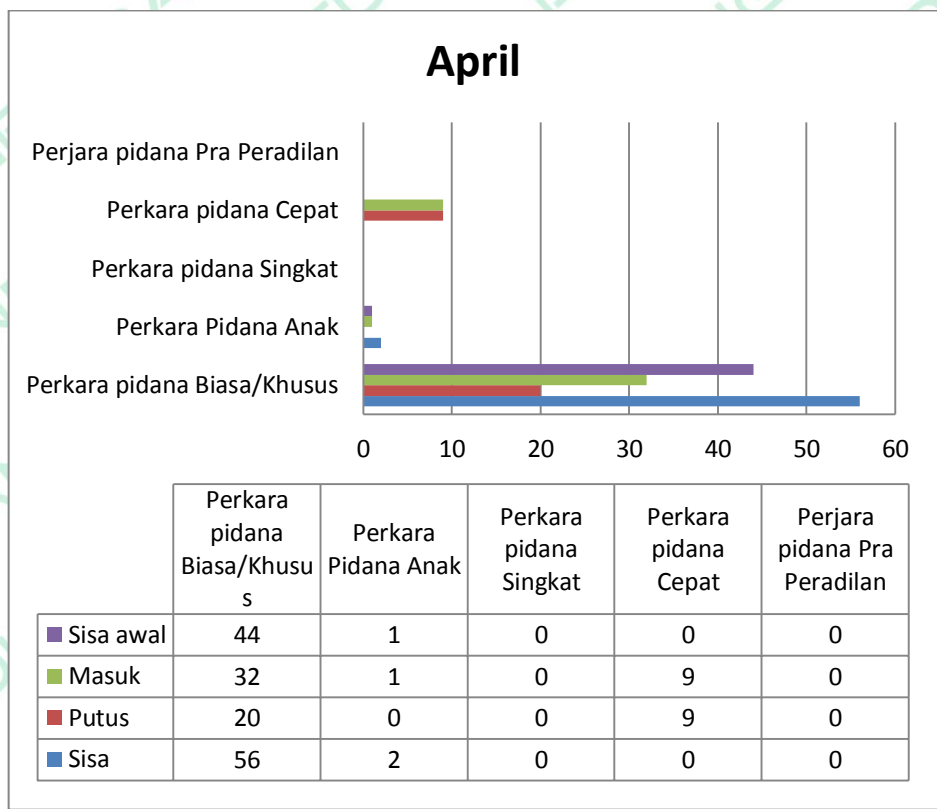 April
Perjara pidana Pra Peradilan
Perkara pidana Cepat
Perkara pidana Singkat
Perkara Pidana Anak
Perkara pidana Biasa/Khusus
0 10 20 30 40 50 60
Perkara
pidana
Biasa/Khusu
s
Perkara
Pidana Anak
Perkara
pidana
Singkat
Perkara
pidana
Cepat
Perjara
pidana Pra
Peradilan
Sisa awal 44 1 0 0 0
Masuk 32 1 0 9 0
Putus 20 0 0 9 0
Sisa 56 2 0 0 0